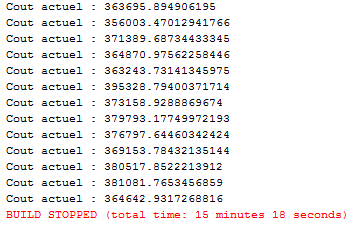 Cout actuel : 363695.894906195
Cout actuel : 356003.47012941766
Cout actuel : 371389.68734433345
Cout actuel : 364870.97562258446
Cout actuel : 363243.73141345975
Cout actuel : 395328.79400371714
Cout actuel : 373158.9288869674
Cout actuel : 379793.17749972193
Cout actuel : 376797.64460342424
Cout actuel : 369153.78432135144
Cout actuel : 380517.8522213912
Cout actuel : 381081.7653456859
Cout actuel : 364642.9317268816
BUILD STOPPED (total time: 15 minutes 18 seconds)